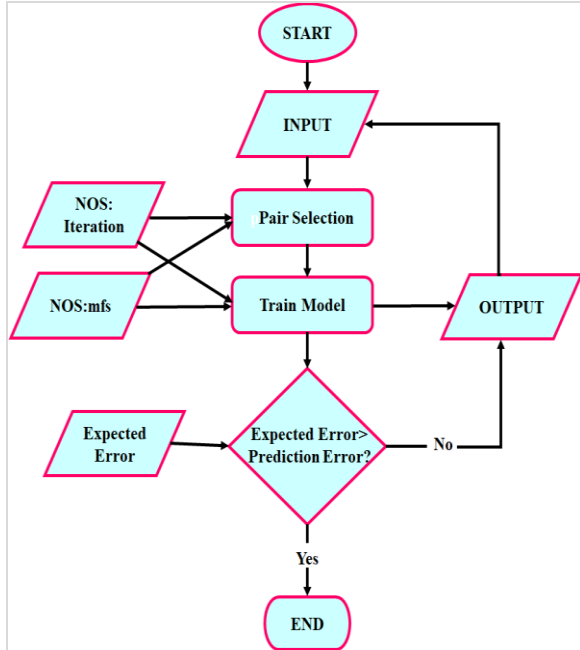 START
INPUT
NOS:
Iteration
Pair Selection
NOS:mfs
Train Model
OUTPUT
Expected
Error
Expected Error>
Prediction Error?
No
Yes
END